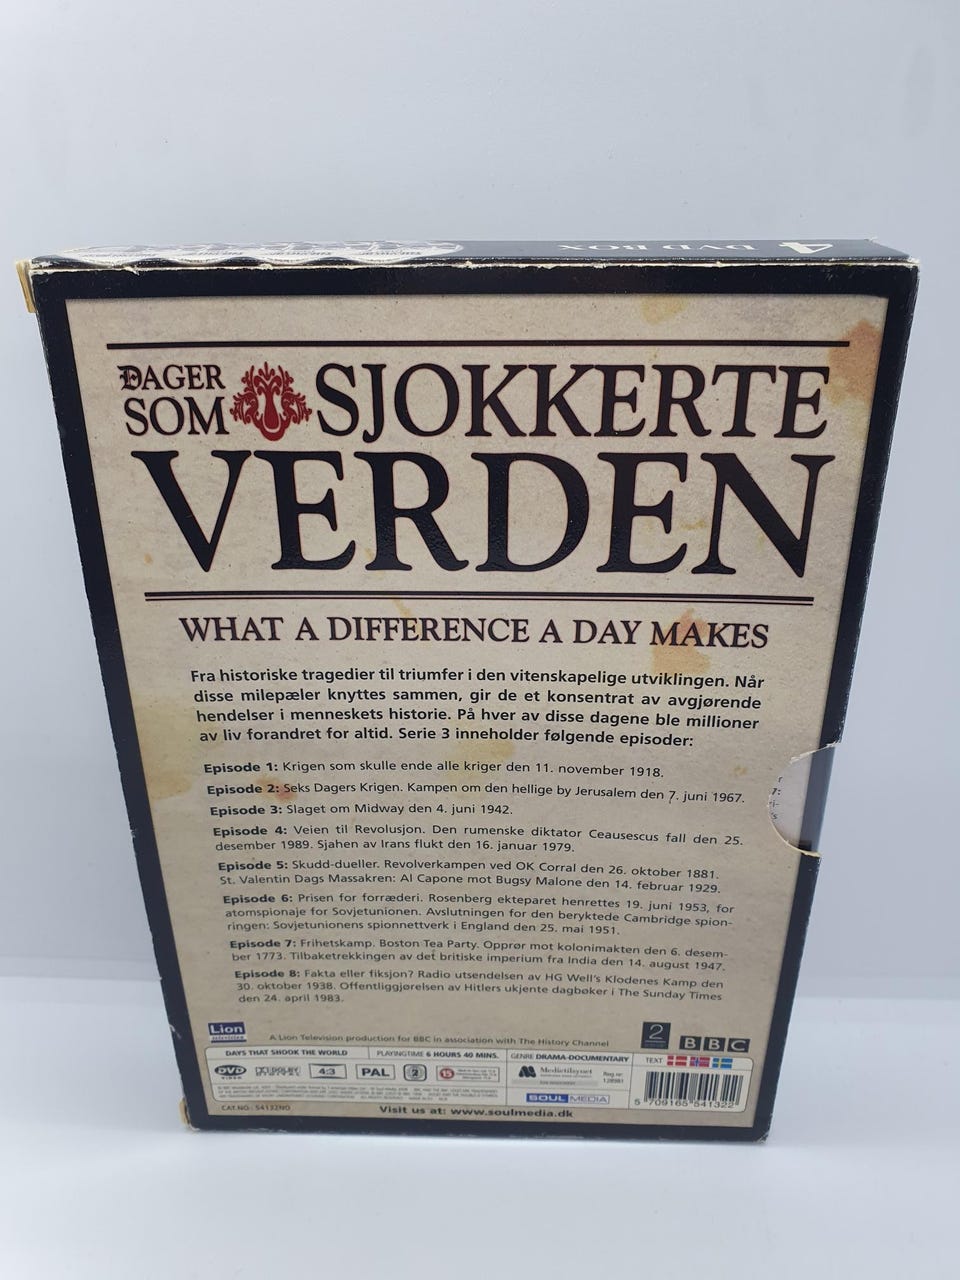 4 DVD BOX
DAGER
SOM
SJOKKERTE
VERDEN
WHAT A DIFFERENCE A DAY MAKES
Fra historiske tragedier til triumfer i den vitenskapelige utviklingen. Når
disse milepæler knyttes sammen, gir de et konsentrat av avgjørende
hendelser i menneskets historie. På hver av disse dagene ble millioner
av liv forandret for altid. Serie 3 inneholder følgende episoder:
Episode 1: Krigen som skulle ende alle kriger den 11. november 1918.
Episode 2: Seks Dagers Krigen. Kampen om den hellige by Jerusalem den 7. juni 1967.
Episode 3: Slaget om Midway den 4. juni 1942.
Episode 4: Veien til Revolusjon. Den rumenske diktator Ceausescus fall den 25.
desember 1989. Sjahen av Irans flukt den 16. januar 1979.
Episode 5: Skudd-dueller. Revolverkampen ved OK Corral den 26. oktober 1881.
St. Valentin Dags Massakren: Al Capone mot Bugsy Malone den 14. februar 1929.
Episode 6: Prisen for forræderi. Rosenberg ekteparet henrettes 19. juni 1953, for
atomspionaje for Sovjetunionen. Avslutningen for den beryktede Cambridge spion-
ringen: Sovjetunionens spionnettverk i England den 25. mai 1951.
Episode 7: Frihetskamp. Boston Tea Party. Opprør mot kolonimakten den 6. desem-
ber 1773. Tilbaketrekkingen av det britiske imperium fra India den 14. august 1947.
Episode 8: Fakta eller fiksjon? Radio utsendelsen av HG Well's Klodenes Kamp den
30. oktober 1938. Offentliggjørelsen av Hitlers ukjente dagbøker i The Sunday Times
den 24. april 1983.
Lion
A Lion Television production for BBC in association with The History Channel
2 BBC
DAYS THAT SHOOK THE WORLD PLAYINGTIME 6 HOURS 40 MINS. GENRE DRAMA-DOCUMENTARY TEXT
DVD VIDEO DOLBY 4:3 PAL 2 15 Medietilsynet Reg.nr: 128981
SOUL MEDIA
5 709165 541322
CAT.NO.: 54132NO
Visit us at: www.soulmedia.dk